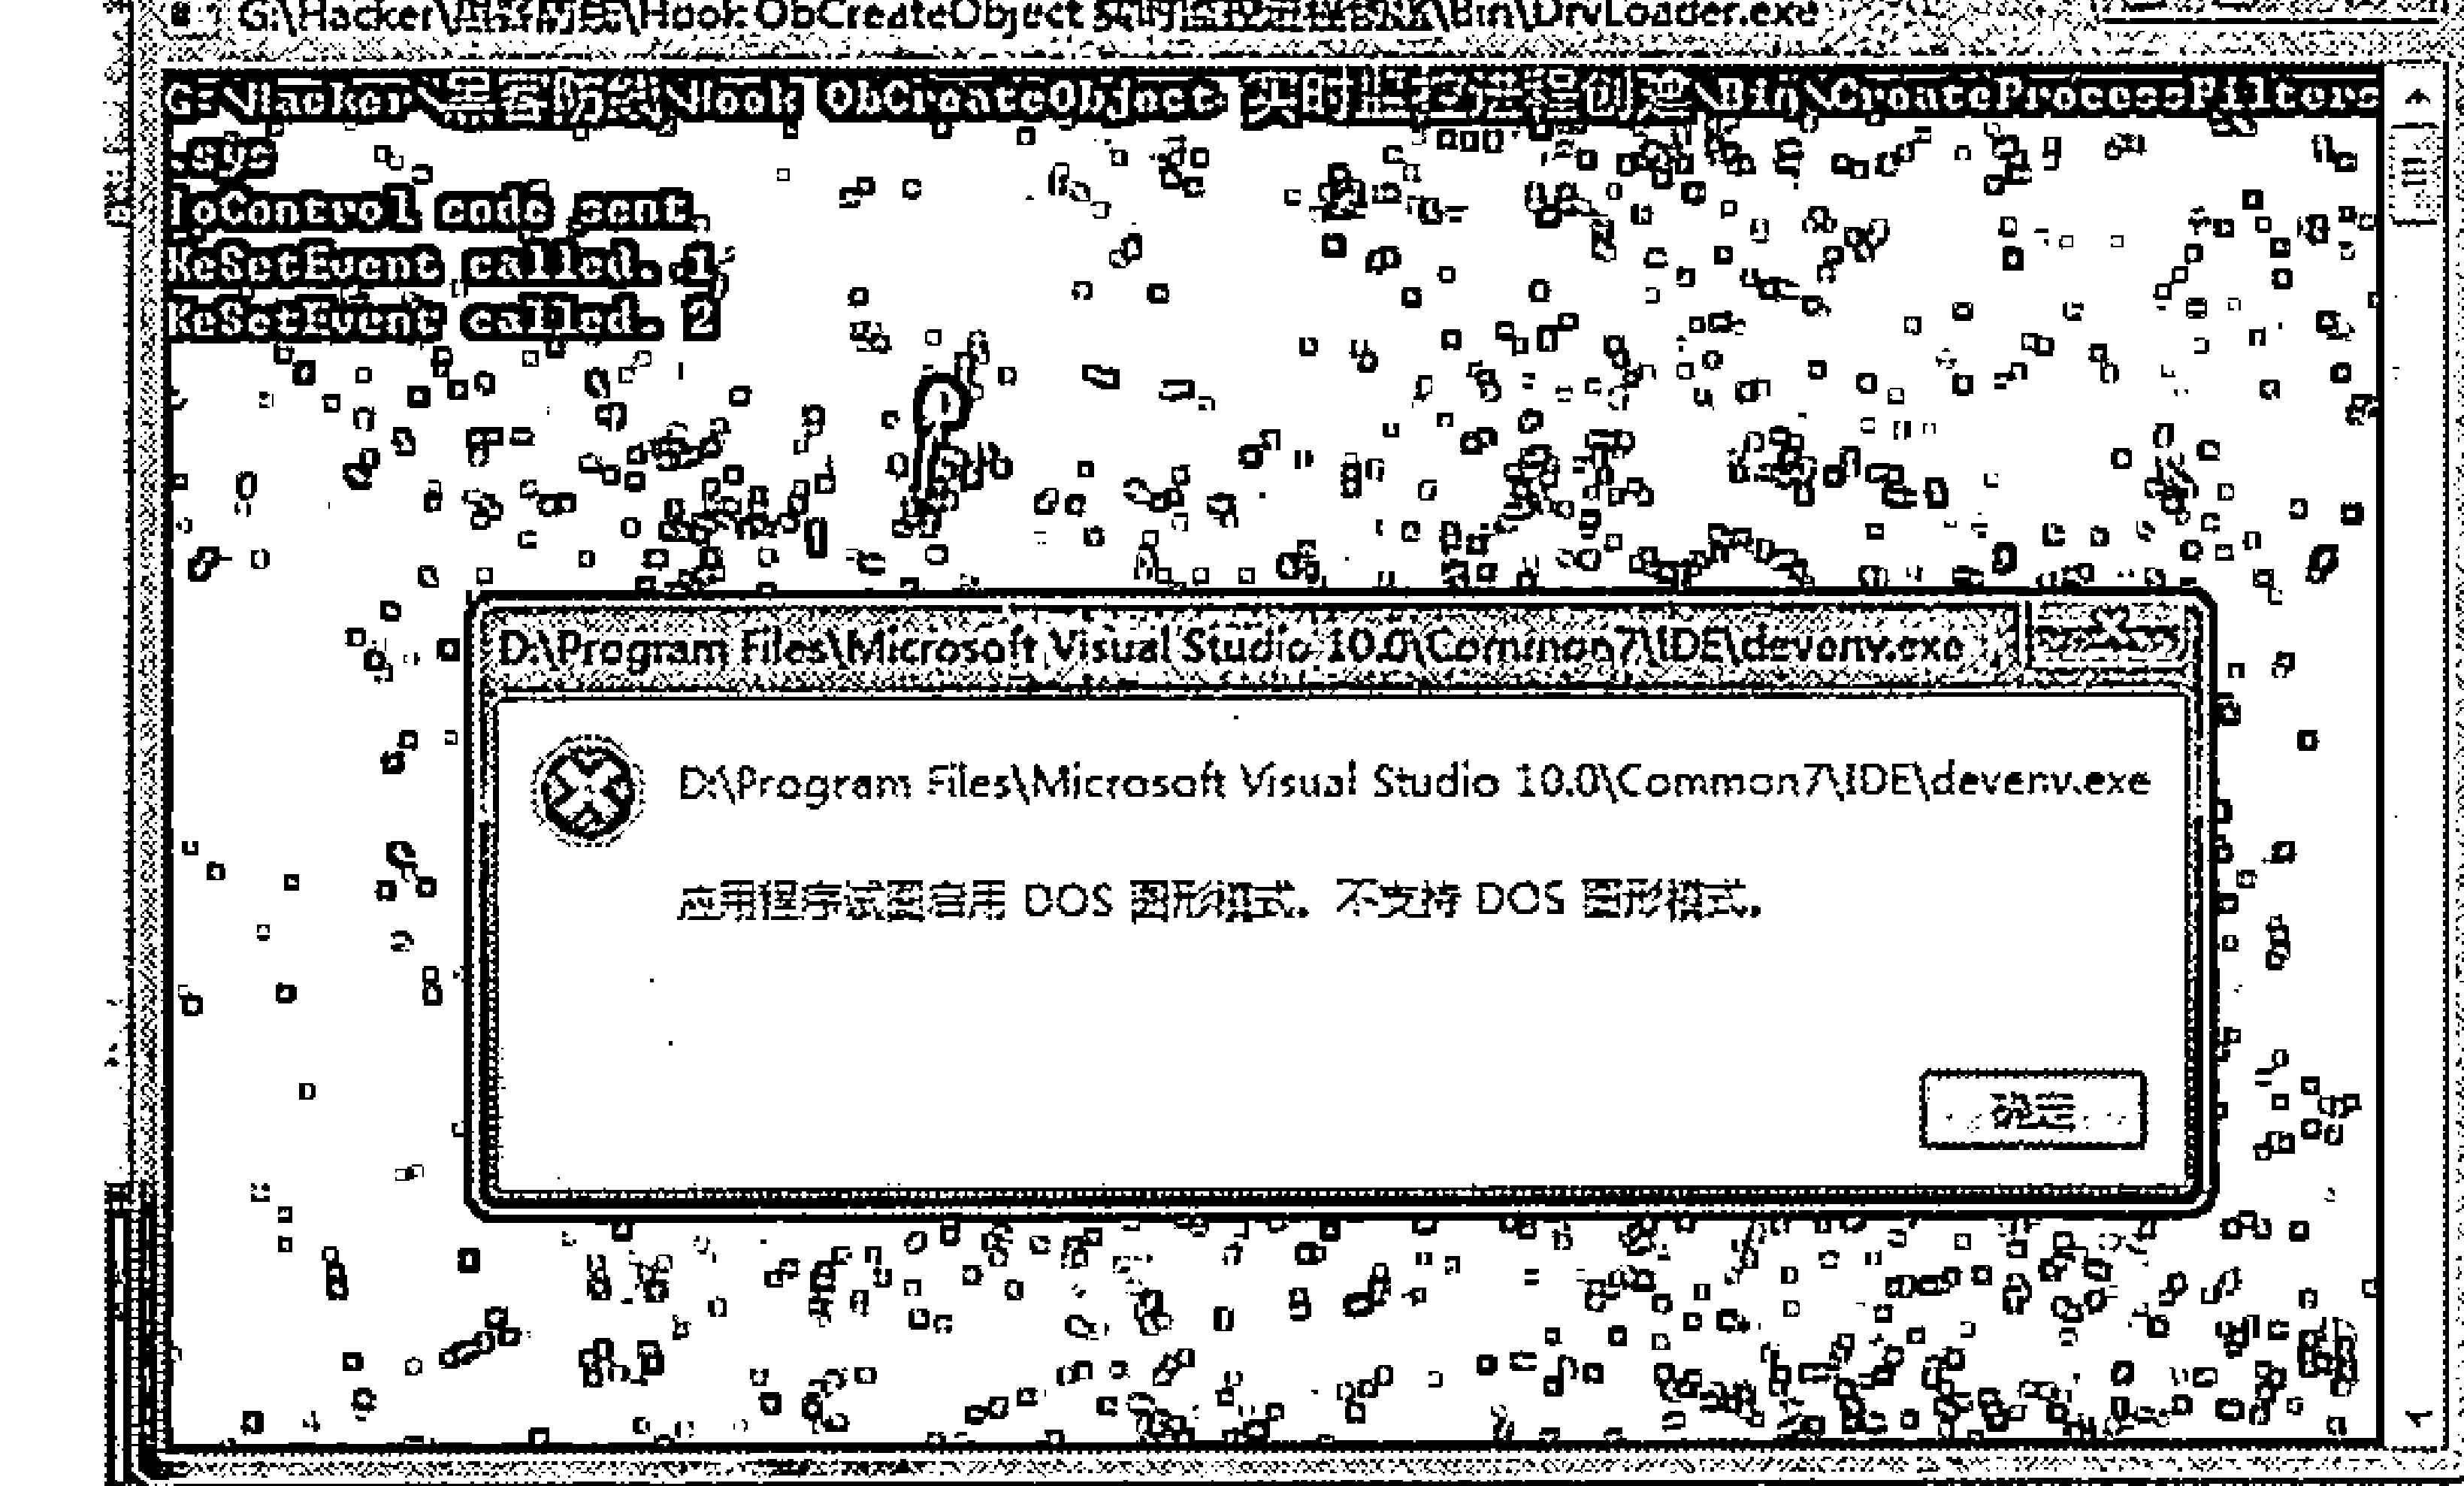 G:\Hacker\黑客防线\Hook ObCreateObject 实时监控进程创建\Bin\DrvLoader.exe
G:\Hacker\黑客防线\Hook ObCreateObject 实时监控进程创建\Bin\CreateProcessFilters
.sys
IoControl code sent
KeSetEvent called. 1
KeSetEvent called. 2
D:\Program Files\Microsoft Visual Studio 10.0\Common7\IDE\devenv.exe
D:\Program Files\Microsoft Visual Studio 10.0\Common7\IDE\devenv.exe
应用程序试图启用 DOS 图形模式。不支持 DOS 图形模式。
确定